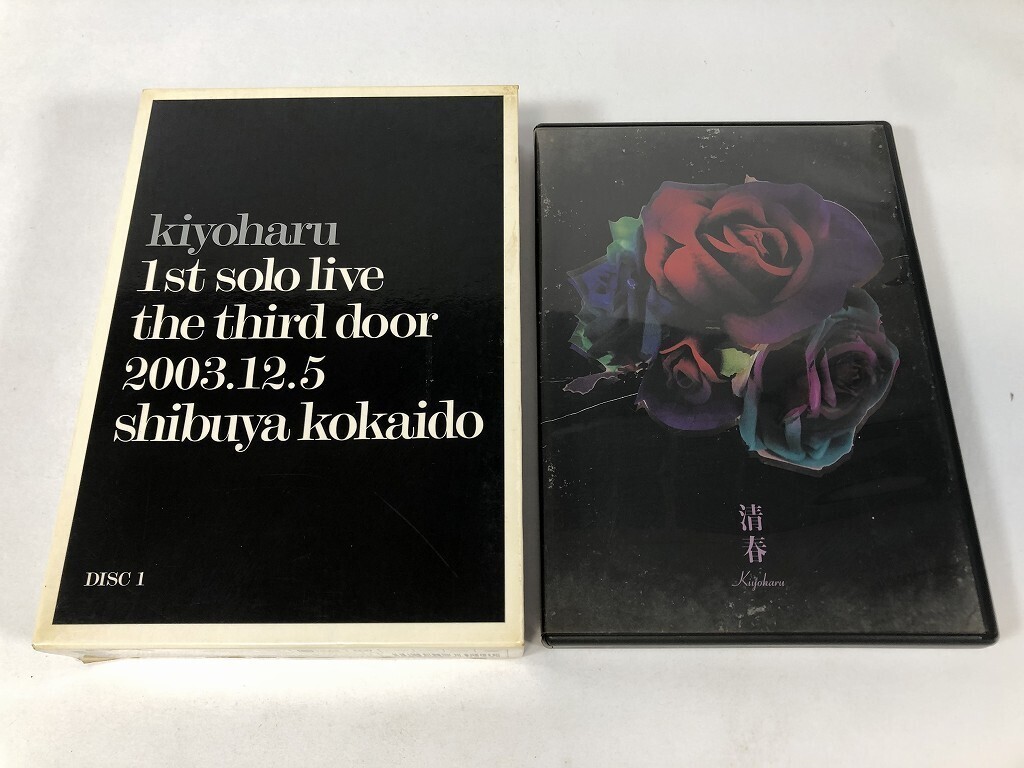 kiyoharu
1st solo live
the third door
2003.12.5
shibuya kokaido
DISC 1
清春
Kiyoharu